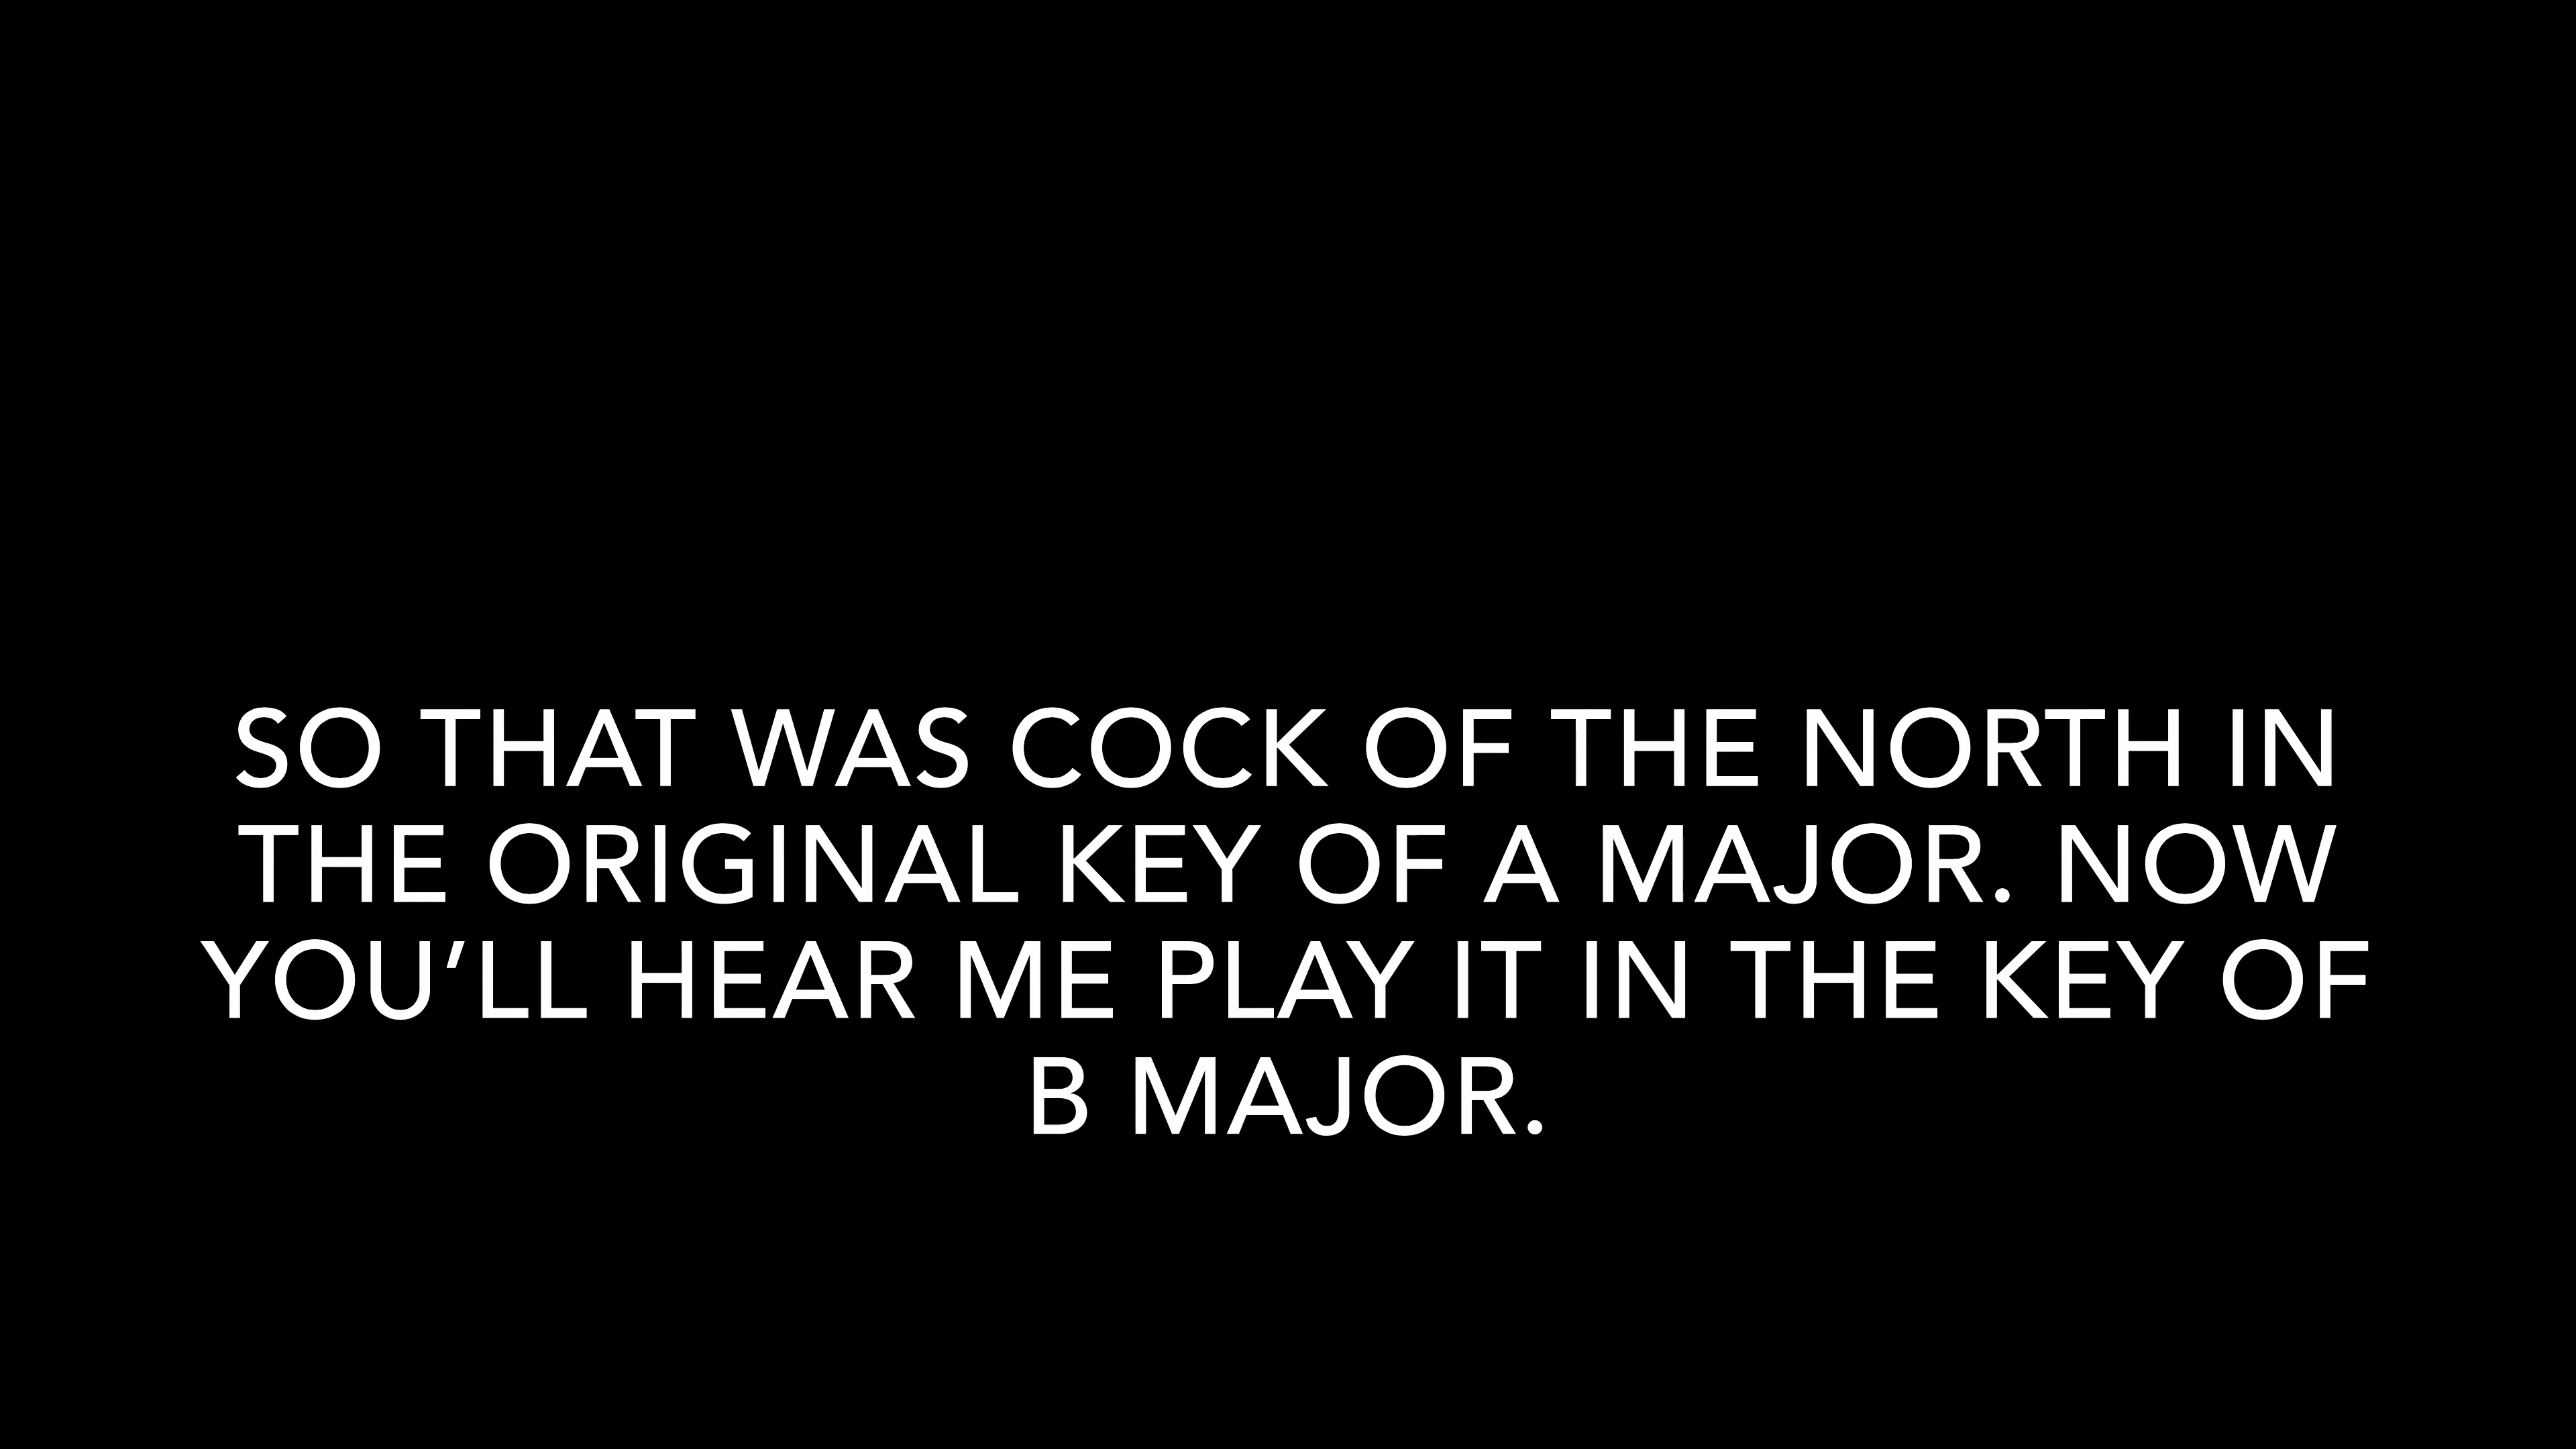 SO THAT WAS COCK OF THE NORTH IN
THE ORIGINAL KEY OF A MAJOR. NOW
YOU’LL HEAR ME PLAY IT IN THE KEY OF
B MAJOR.